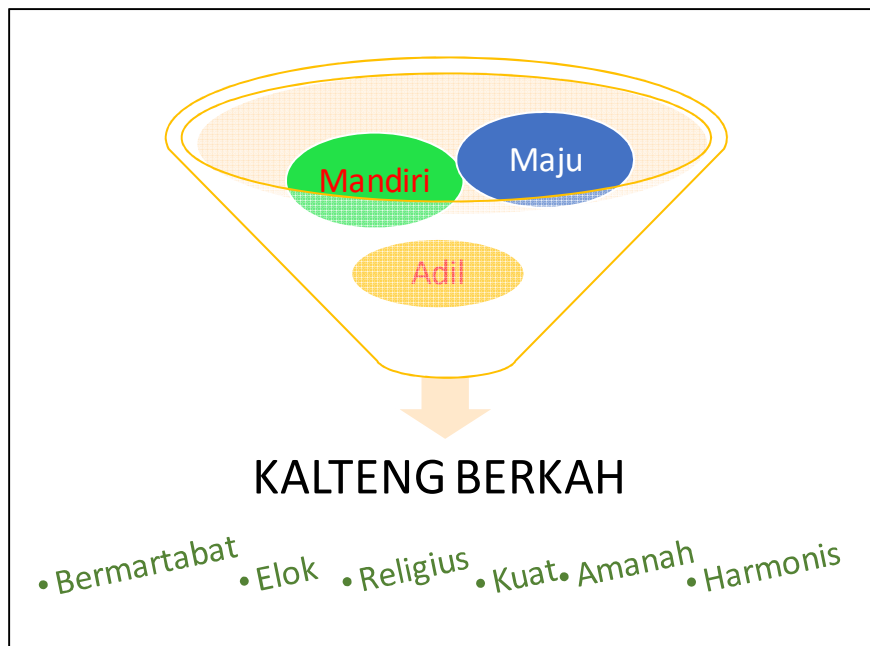 Maju
Mandiri
Adil
KALTENG BERKAH
• Bermartabat
• Elok
• Religius
• Kuat
• Amanah
• Harmonis